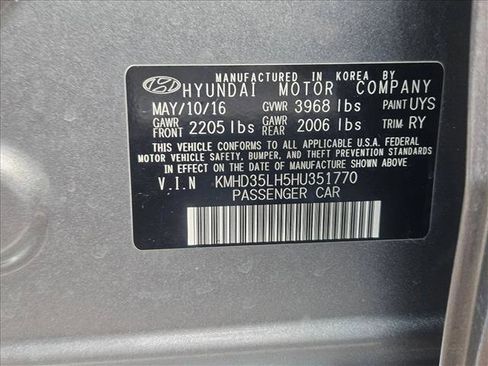 MANUFACTURED IN KOREA BY
HYUNDAI MOTOR COMPANY
MAY/10/16 GVWR 3968 lbs PAINT UYS
GAWR FRONT 2205 lbs GAWR REAR 2006 lbs TRIM RY
THIS VEHICLE CONFORMS TO ALL APPLICABLE U.S.A. FEDERAL
MOTOR VEHICLE SAFETY, BUMPER, AND THEFT PREVENTION STANDARDS
IN EFFECT ON THE DATE OF MANUFACTURE SHOWN ABOVE.
V.I.N KMHD35LH5HU351770
PASSENGER CAR